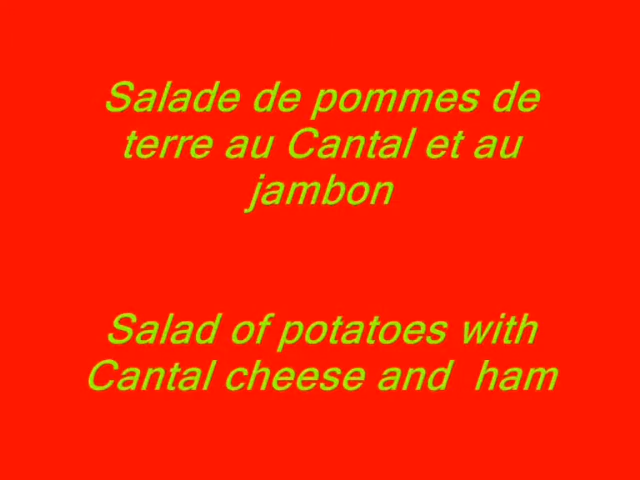 Salade de pommes de
terre au Cantal et au
jambon
Salad of potatoes with
Cantal cheese and  ham